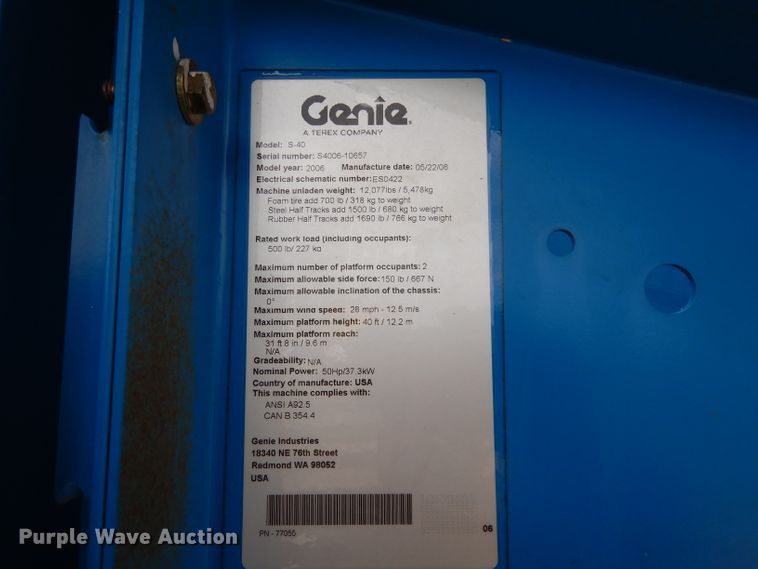 Genie
A TEREX COMPANY
Model: S-40
Serial number: S4006-10657
Model year: 2006 Manufacture date: 05/22/06
Electrical schematic number: ES0422
Machine unladen weight: 12,077lbs / 5,478kg
Foam tire add 700 lb / 318 kg to weight
Steel Half Tracks add 1500 lb / 680 kg to weight
Rubber Half Tracks add 1690 lb / 766 kg to weight
Rated work load (including occupants):
500 lb/ 227 kg
Maximum number of platform occupants: 2
Maximum allowable side force: 150 lb / 667 N
Maximum allowable inclination of the chassis:
0°
Maximum wind speed: 28 mph - 12.5 m/s
Maximum platform height: 40 ft / 12.2 m
Maximum platform reach:
31 ft 8 in / 9.6 m
N/A
Gradeability: N/A
Nominal Power: 50Hp/37.3kW
Country of manufacture: USA
This machine complies with:
ANSI A92.5
CAN B.354.4
Genie Industries
18340 NE 76th Street
Redmond WA 98052
USA
PN - 77055
06
Purple Wave Auction